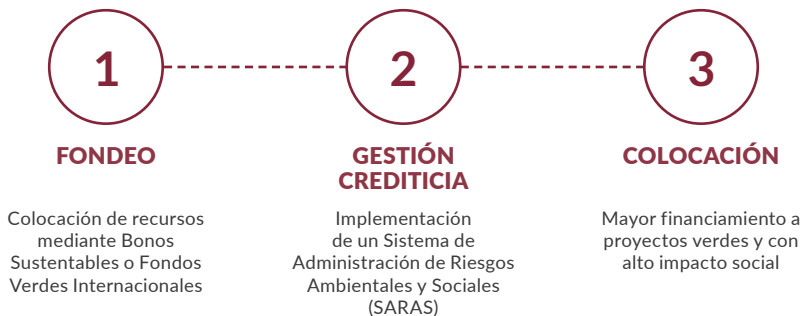 1
FONDEO
Colocación de recursos
mediante Bonos
Sustentables o Fondos
Verdes Internacionales
2
GESTIÓN
CREDITICIA
Implementación
de un Sistema de
Administración de Riesgos
Ambientales y Sociales
(SARAS)
3
COLOCACIÓN
Mayor financiamiento a
proyectos verdes y con
alto impacto social